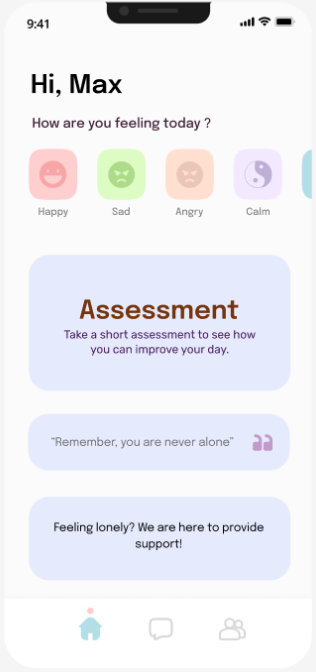 9:41
Hi, Max
How are you feeling today ?
Happy Sad Angry Calm
Assessment
Take a short assessment to see how
you can improve your day.
“Remember, you are never alone”
Feeling lonely? We are here to provide
support!